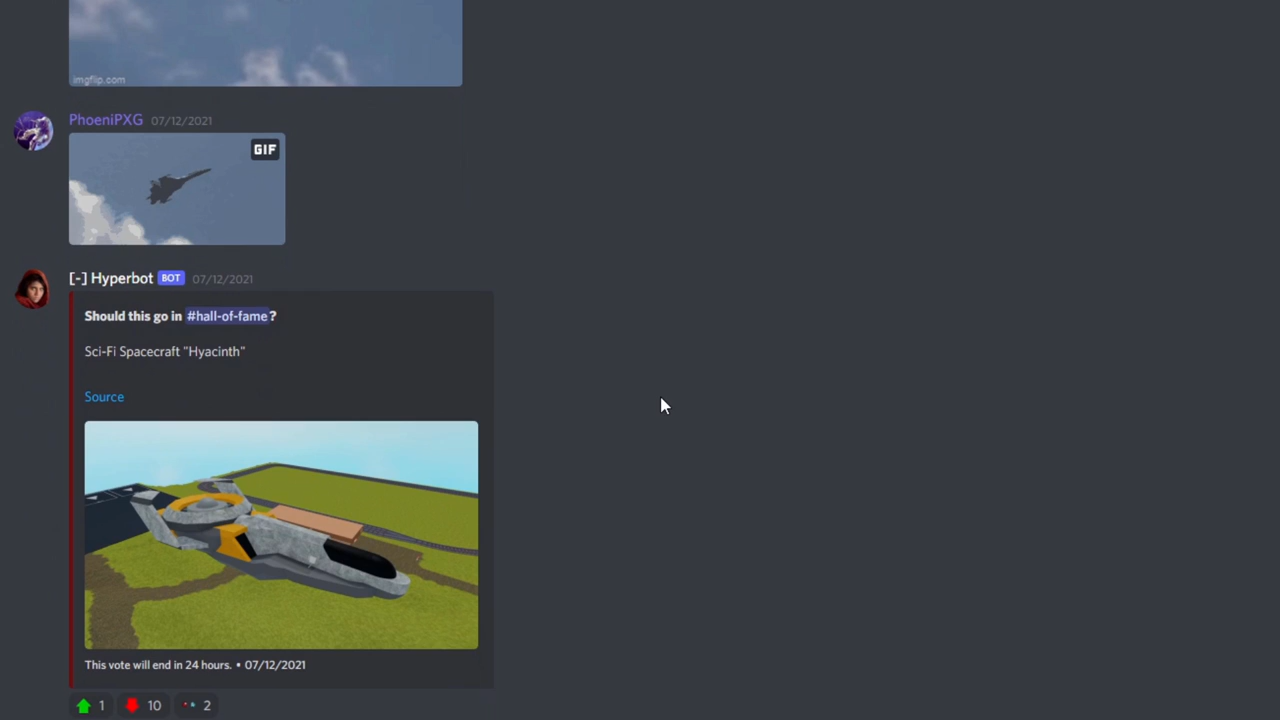 imgflip.com
PhoeniPXG 07/12/2021
GIF
[-] Hyperbot BOT 07/12/2021
Should this go in #hall-of-fame?
Sci-Fi Spacecraft "Hyacinth"
Source
This vote will end in 24 hours. • 07/12/2021
1 10 2